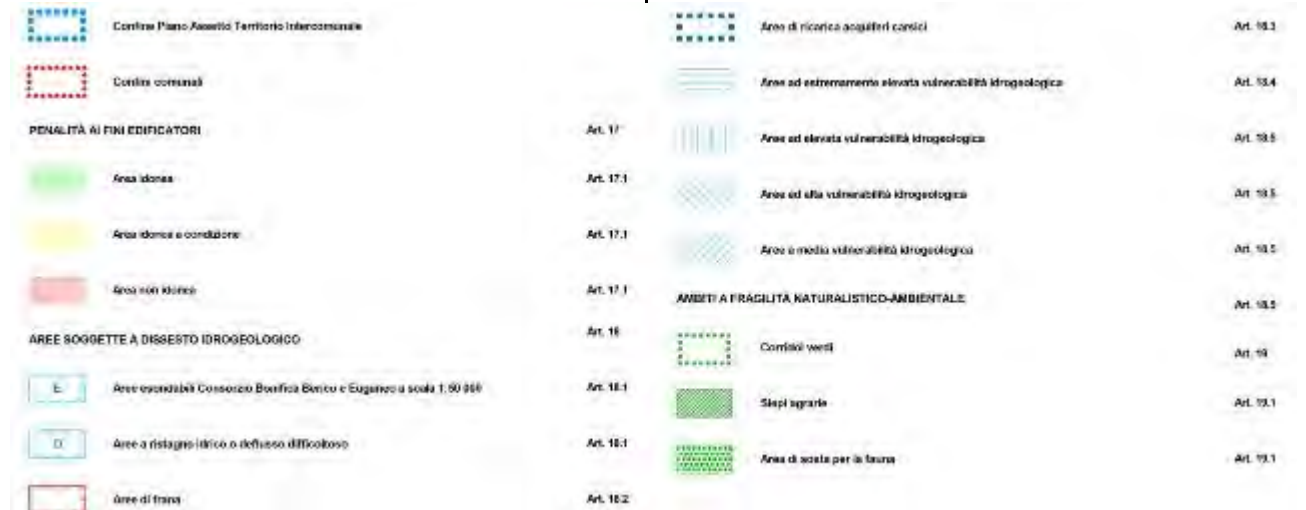 Confine Piano Assetto Territorio Intercomunale
Confini comunali
PENALITÀ AI FINI EDIFICATORI Art. 17
Area idonea Art. 17.1
Area idonea a condizione Art. 17.1
Area non idonea Art. 17.1
AREE SOGGETTE A DISSESTO IDROGEOLOGICO Art. 18
E Aree esondabili Consorzio Bonifica Berico e Euganeo a scala 1:50 000 Art. 18.1
Aree a ristagno idrico o deflusso difficoltoso Art. 18.1
Aree di frana Art. 18.2
Aree di ricarica acquiferi carsici Art. 18.3
Aree ad estremamente elevata vulnerabilità idrogeologica Art. 18.4
Aree ad elevata vulnerabilità idrogeologica Art. 18.5
Aree ad alta vulnerabilità idrogeologica Art. 18.5
Aree a media vulnerabilità idrogeologica Art. 18.5
AMBITI A FRAGILITÀ NATURALISTICO-AMBIENTALE Art. 18.5
Corridoi verdi Art. 19
Siepi agrarie Art. 19.1
Area di sosta per la fauna Art. 19.1